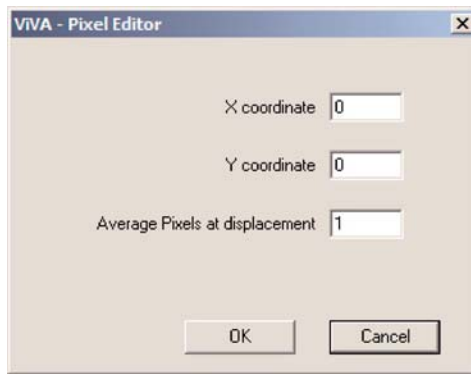 ViVA - Pixel Editor
X coordinate 0
Y coordinate 0
Average Pixels at displacement 1
OK Cancel